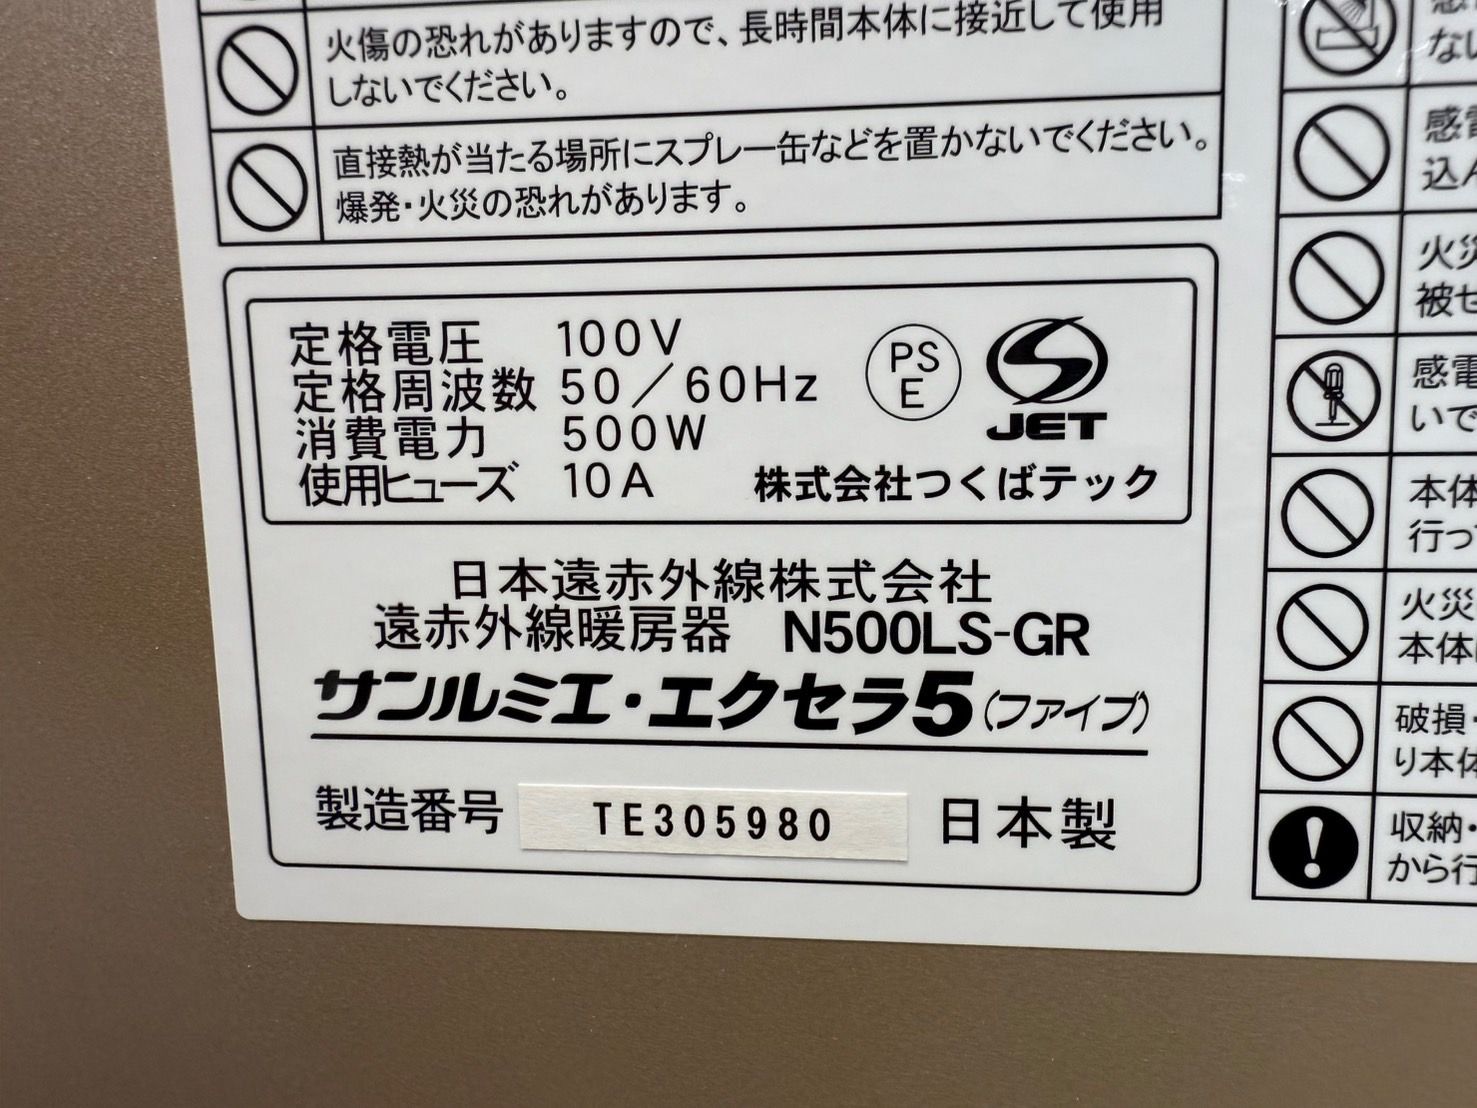 火傷の恐れがありますので、長時間本体に接近して使用
しないでください。
直接熱が当たる場所にスプレー缶などを置かないでください。
爆発・火災の恐れがあります。
定格電圧 100V
定格周波数 50/60Hz
消費電力 500W
使用ヒューズ 10A
PS
E
JET
株式会社つくばテック
日本遠赤外線株式会社
遠赤外線暖房器 N500LS-GR
サンルミエ・エクセラ5(ファイブ)
製造番号 TE305980 日本製
感電
込ん
火災
被せ
感電
いで
本体
行っ
火災
本体
破損・
り本体
収納・
から行